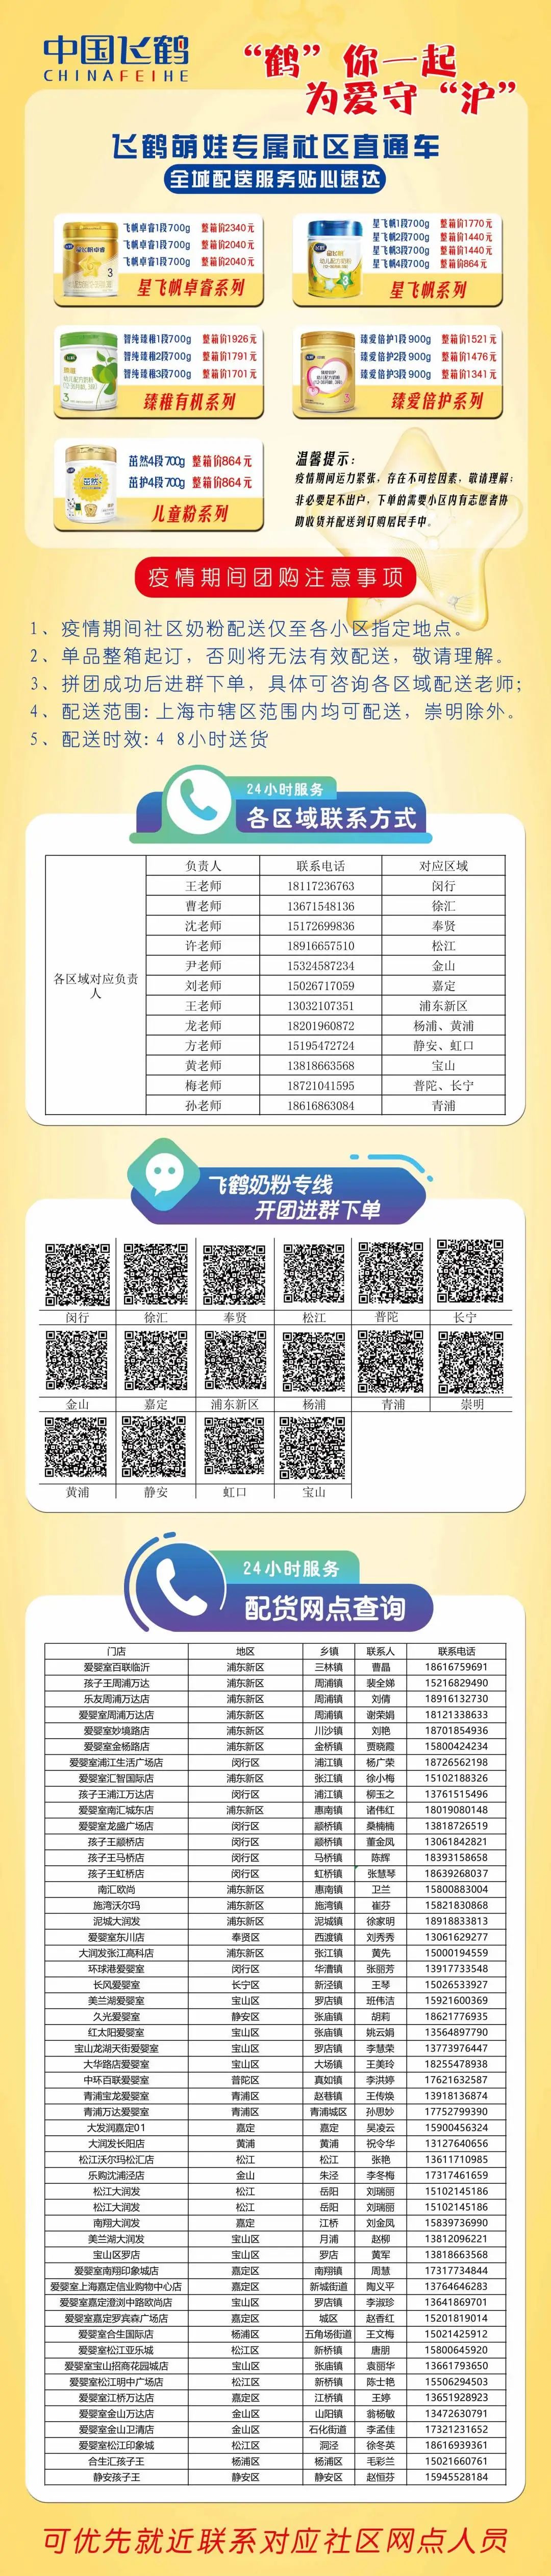 中国飞鹤
CHINAFEIHE
“鹤”你一起
为爱守“沪”
飞鹤萌娃专属社区直通车
全城配送服务贴心速达
飞帆卓睿1段700g 整箱价2340元
飞帆卓睿1段700g 整箱价2040元
飞帆卓睿1段700g 整箱价2040元
星飞帆卓睿系列
星飞帆1段700g 整箱价1770元
星飞帆2段700g 整箱价1440元
星飞帆3段700g 整箱价1440元
星飞帆4段700g 整箱价864元
星飞帆系列
智纯臻稚1段700g 整箱价1926元
智纯臻稚2段700g 整箱价1791元
智纯臻稚3段700g 整箱价1701元
臻稚有机系列
臻爱倍护1段900g 整箱价1521元
臻爱倍护2段900g 整箱价1476元
臻爱倍护3段900g 整箱价1341元
臻爱倍护系列
茁然4段700g 整箱价864元
茁护4段700g 整箱价864元
儿童粉系列
温馨提示：
疫情期间运力紧张，存在不可控因素，敬请理解；
非必要足不出户，下单的需要小区内有志愿者协
助收货并配送到订购居民手中。
疫情期间团购注意事项
1、疫情期间社区奶粉配送仅至各小区指定地点。
2、单品整箱起订，否则将无法有效配送，敬请理解。
3、拼团成功后进群下单，具体可咨询各区域配送老师；
4、配送范围：上海市辖区范围内均可配送，崇明除外。
5、配送时效：4 8小时送货
24小时服务
各区域联系方式
负责人 联系电话 对应区域
各区域对应负责人
王老师 18117236763 闵行
曹老师 13671548136 徐汇
沈老师 15172699836 奉贤
许老师 18916657510 松江
尹老师 15324587234 金山
刘老师 15026717059 嘉定
王老师 13032107351 浦东新区
龙老师 18201960872 杨浦、黄浦
方老师 15195472724 静安、虹口
黄老师 13818663568 宝山
梅老师 18721041595 普陀、长宁
孙老师 18616863084 青浦
飞鹤奶粉专线
开团进群下单
闵行 徐汇 奉贤 松江 普陀 长宁
金山 嘉定 浦东新区 杨浦 青浦 崇明
黄浦 静安 虹口 宝山
24小时服务
配货网点查询
门店 地区 乡镇 联系人 联系电话
爱婴室百联临沂 浦东新区 三林镇 曹晶 18616759691
孩子王周浦万达 浦东新区 周浦镇 裴全娣 15216829490
乐友周浦万达店 浦东新区 周浦镇 刘倩 18916132730
爱婴室周浦万达店 浦东新区 周浦镇 谢荣娟 18121338633
爱婴室妙境路店 浦东新区 川沙镇 刘艳 18701854936
爱婴室金杨路店 浦东新区 金桥镇 贾晓霞 15800424234
爱婴室浦江生活广场店 闵行区 浦江镇 杨广荣 18726562198
爱婴室汇智国际店 浦东新区 张江镇 徐小梅 15102188326
孩子王浦江万达店 闵行区 浦江镇 柳玉之 13761515496
爱婴室南汇城东店 浦东新区 惠南镇 诸伟红 18019080148
爱婴室龙盛广场店 闵行区 颛桥镇 桑楠楠 13818726519
孩子王颛桥店 闵行区 颛桥镇 董金凤 13061842821
孩子王马桥店 闵行区 马桥镇 陈辉 18393158658
孩子王虹桥店 闵行区 虹桥镇 张慧琴 18639268037
南汇欧尚 浦东新区 惠南镇 卫兰 15800883004
施湾沃尔玛 浦东新区 施湾镇 崔芬 15821830868
泥城大润发 浦东新区 泥城镇 徐家明 18918833813
爱婴室东川店 奉贤区 西渡镇 刘秀秀 13061629277
大润发张江高科店 浦东新区 张江镇 黄先 15000194559
环球港爱婴室 闵行区 华漕镇 张丽芳 13917733548
长风爱婴室 长宁区 新泾镇 王琴 15026533927
美兰湖爱婴室 宝山区 罗店镇 班伟洁 15921600369
久光爱婴室 静安区 张庙镇 胡莉 18621776935
红太阳爱婴室 宝山区 张庙镇 姚云娟 13564897790
宝山龙湖天街爱婴室 宝山区 罗店镇 李慧荣 13773976447
大华路店爱婴室 宝山区 大场镇 王美玲 18255478938
中环百联爱婴室 普陀区 真如镇 李洪婷 17621632587
青浦宝龙爱婴室 青浦区 赵巷镇 王传焕 13918136874
青浦万达爱婴室 青浦区 青浦城区 孙思妙 17752799390
大发润嘉定01 嘉定 嘉定 吴凌云 15900456324
大润发长阳店 黄浦 黄浦 祝令华 13127640656
松江沃尔玛松汇店 松江 松江 张艳 13611710985
乐购沈浦泾店 金山 朱泾 李冬梅 17317461659
松江大润发 松江 岳阳 刘瑞丽 15102145186
松江大润发 松江 岳阳 刘瑞丽 15102145186
南翔大润发 嘉定 江桥 刘金凤 15839736990
美兰湖大润发 宝山区 月浦 赵柳 13812096221
宝山区罗店 宝山区 罗店 黄军 13818663568
爱婴室南翔印象城店 嘉定区 南翔镇 周慧 17317734844
爱婴室上海嘉定信业购物中心店 嘉定区 新城街道 陶义平 13764646283
爱婴室嘉定澄浏中路欧尚店 宝山区 罗店镇 李淑珍 13641869701
爱婴室嘉定罗宾森广场店 嘉定区 城区 赵香红 15201819014
爱婴室合生国际店 杨浦区 五角场街道 王文梅 15021425912
爱婴室松江亚乐城 松江区 新桥镇 唐朋 15800645920
爱婴室宝山招商花园城店 宝山区 张庙镇 袁丽华 13661793650
爱婴室松江明中广场店 松江区 新桥镇 陈士艳 15506294503
爱婴室江桥万达店 嘉定区 江桥镇 王婷 13651928923
爱婴室金山万达店 金山区 山阳镇 翁杨敏 13472630791
爱婴室金山卫清店 金山区 石化街道 李孟佳 17321231652
爱婴室松江印象城 松江区 洞泾 徐冬英 18616939361
合生汇孩子王 杨浦区 杨浦区 毛彩兰 15021660761
静安孩子王 静安区 静安区 赵恒芬 15945528184
可优先就近联系对应社区网点人员